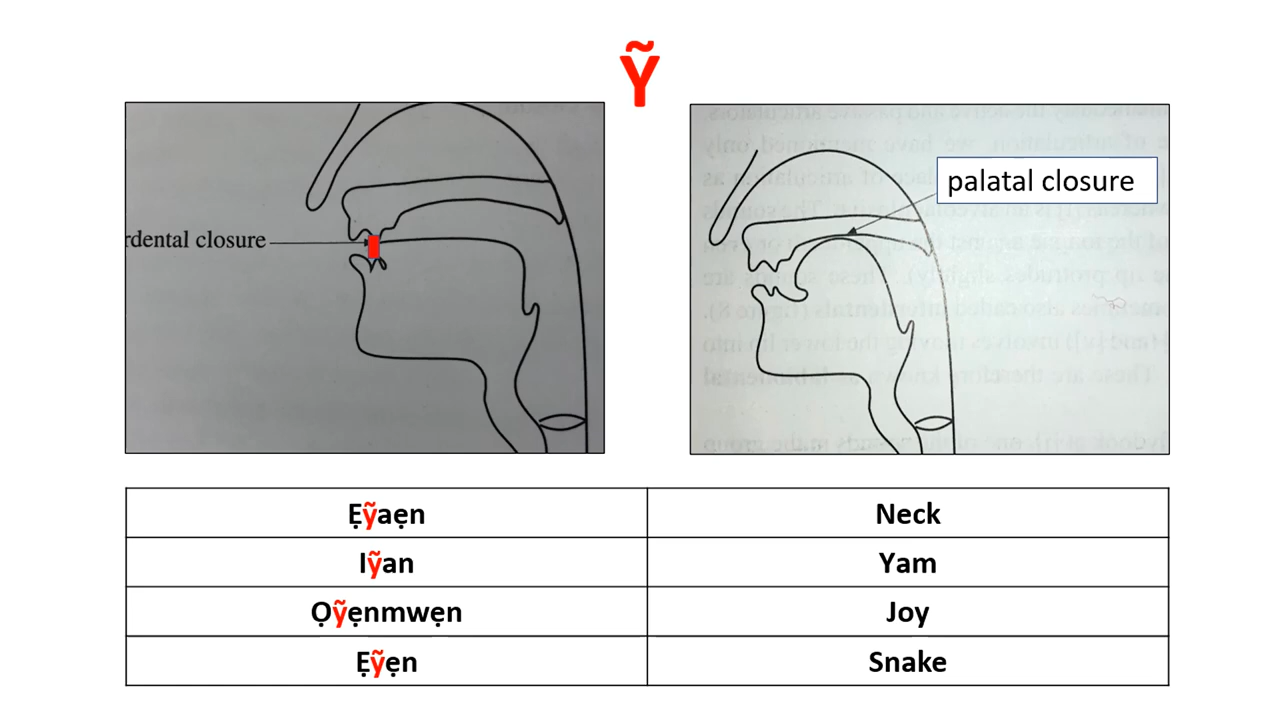 Ỹ
rdental closure
palatal closure
Ẹỹaẹn Neck
Iỹan Yam
Ọỹẹnmwẹn Joy
Ẹỹẹn Snake